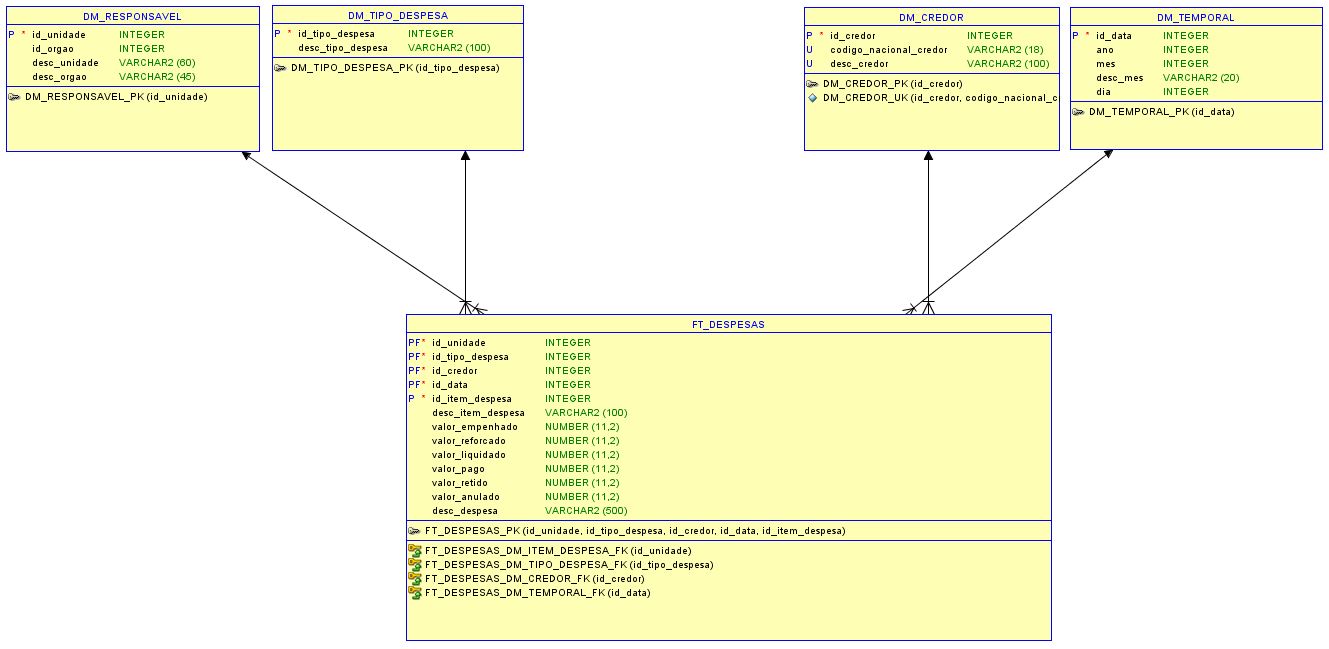 DM_RESPONSAVEL
P * id_unidade INTEGER
id_orgao INTEGER
desc_unidade VARCHAR2 (60)
desc_orgao VARCHAR2 (45)
DM_RESPONSAVEL_PK (id_unidade)
DM_TIPO_DESPESA
P * id_tipo_despesa INTEGER
desc_tipo_despesa VARCHAR2 (100)
DM_TIPO_DESPESA_PK (id_tipo_despesa)
DM_CREDOR
P * id_credor INTEGER
U codigo_nacional_credor VARCHAR2 (18)
U desc_credor VARCHAR2 (100)
DM_CREDOR_PK (id_credor)
DM_CREDOR_UK (id_credor, codigo_nacional_c
DM_TEMPORAL
P * id_data INTEGER
ano INTEGER
mes INTEGER
desc_mes VARCHAR2 (20)
dia INTEGER
DM_TEMPORAL_PK (id_data)
FT_DESPESAS
PF* id_unidade INTEGER
PF* id_tipo_despesa INTEGER
PF* id_credor INTEGER
PF* id_data INTEGER
P * id_item_despesa INTEGER
desc_item_despesa VARCHAR2 (100)
valor_empenhado NUMBER (11,2)
valor_reforcado NUMBER (11,2)
valor_liquidado NUMBER (11,2)
valor_pago NUMBER (11,2)
valor_retido NUMBER (11,2)
valor_anulado NUMBER (11,2)
desc_despesa VARCHAR2 (500)
FT_DESPESAS_PK (id_unidade, id_tipo_despesa, id_credor, id_data, id_item_despesa)
FT_DESPESAS_DM_ITEM_DESPESA_FK (id_unidade)
FT_DESPESAS_DM_TIPO_DESPESA_FK (id_tipo_despesa)
FT_DESPESAS_DM_CREDOR_FK (id_credor)
FT_DESPESAS_DM_TEMPORAL_FK (id_data)